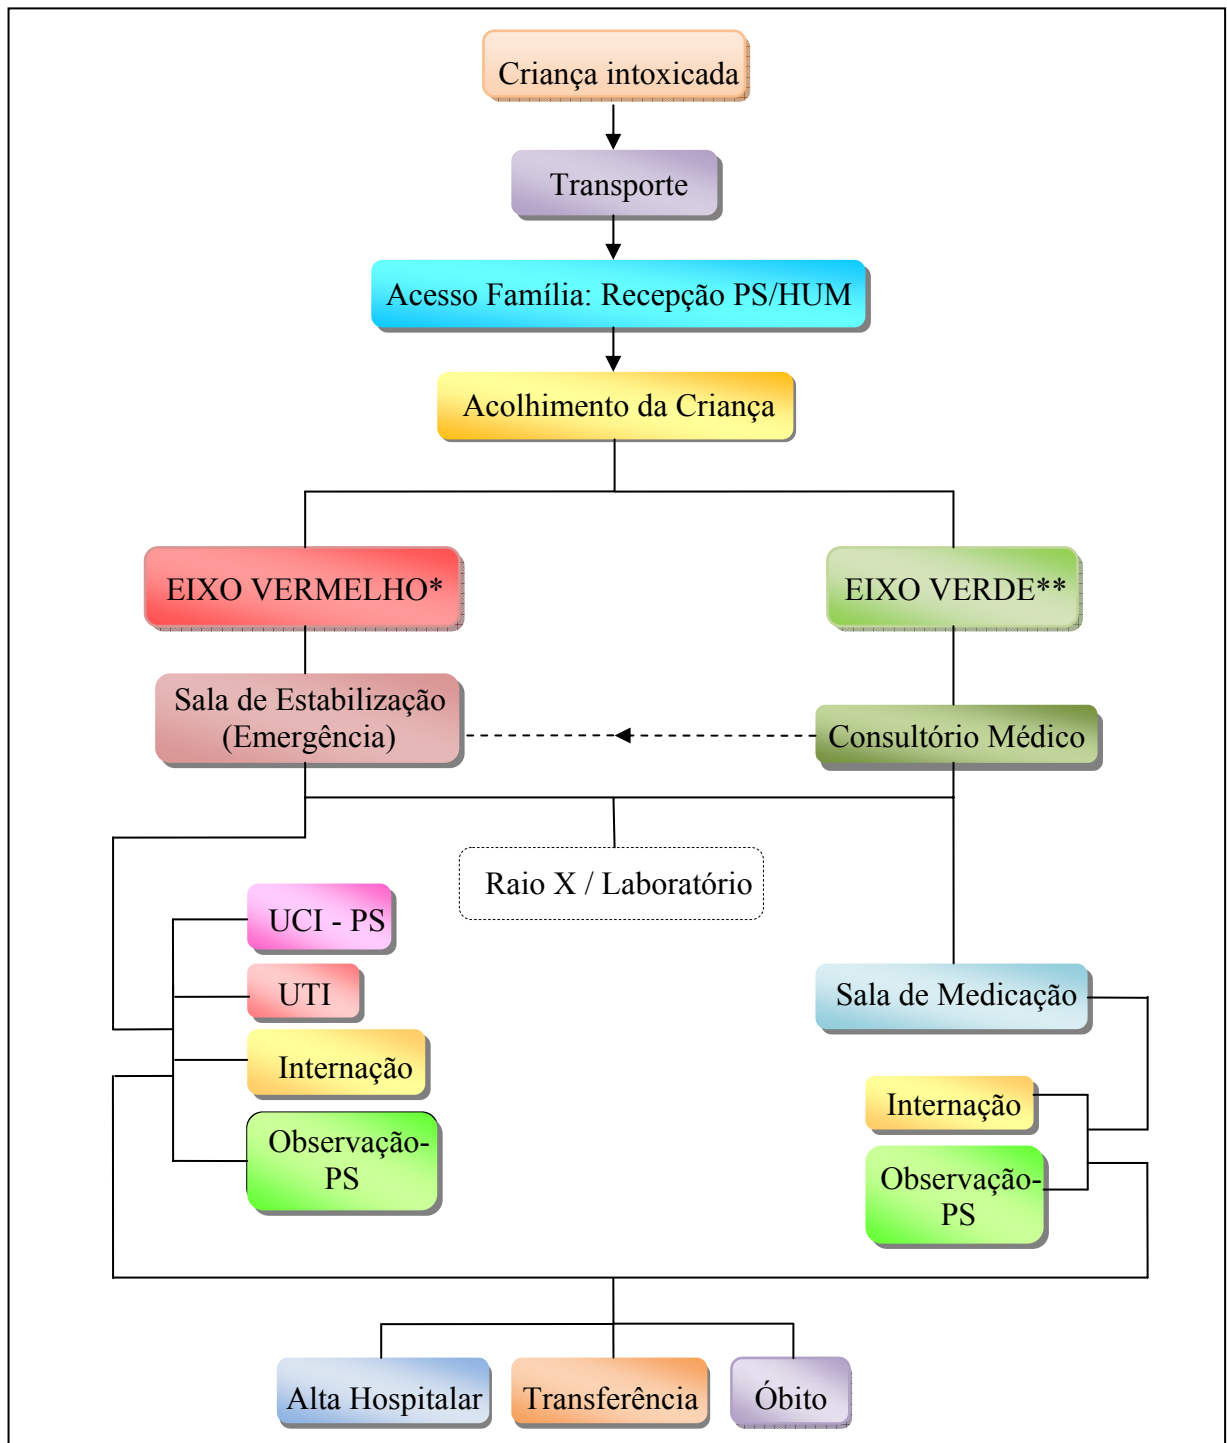 Criança intoxicada
Transporte
Acesso Família: Recepção PS/HUM
Acolhimento da Criança
EIXO VERMELHO*
EIXO VERDE**
Sala de Estabilização
(Emergência)
Consultório Médico
Raio X / Laboratório
UCI - PS
UTI
Internação
Observação-
PS
Sala de Medicação
Internação
Observação-
PS
Alta Hospitalar
Transferência
Óbito